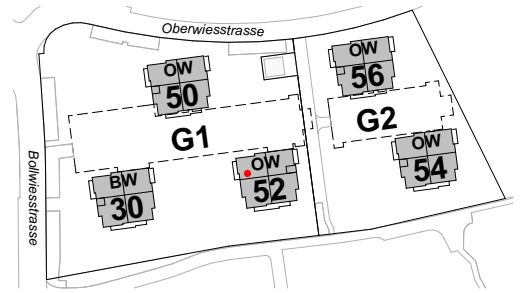 Oberwiesstrasse
OW
56
OW
50
G2
G1
OW
54
OW
52
BW
30
Bollwiesstrasse